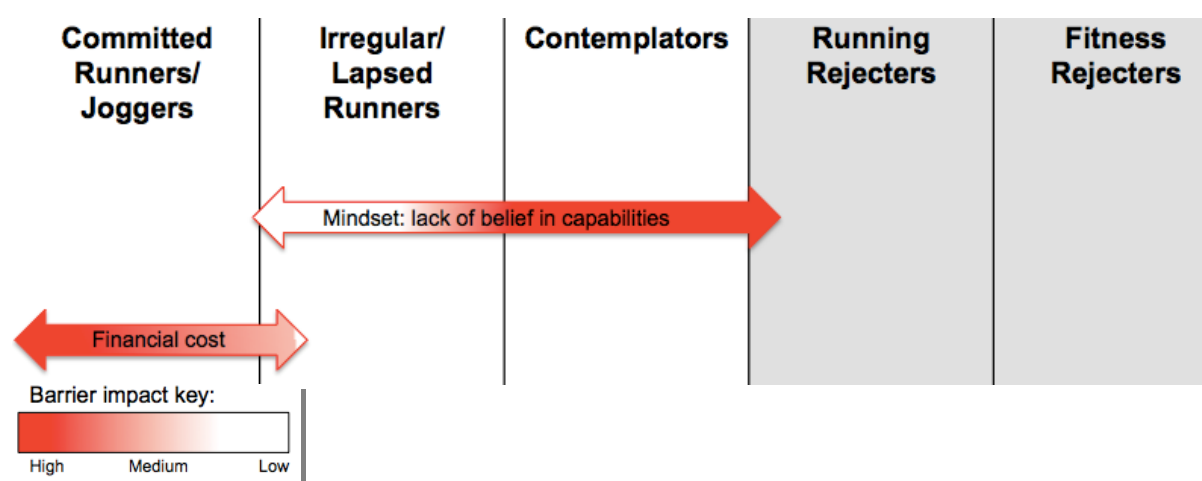 Committed
Runners/
Joggers
Irregular/
Lapsed
Runners
Contemplators
Running
Rejecters
Fitness
Rejecters
Mindset: lack of belief in capabilities
Financial cost
Barrier impact key:
High Medium Low